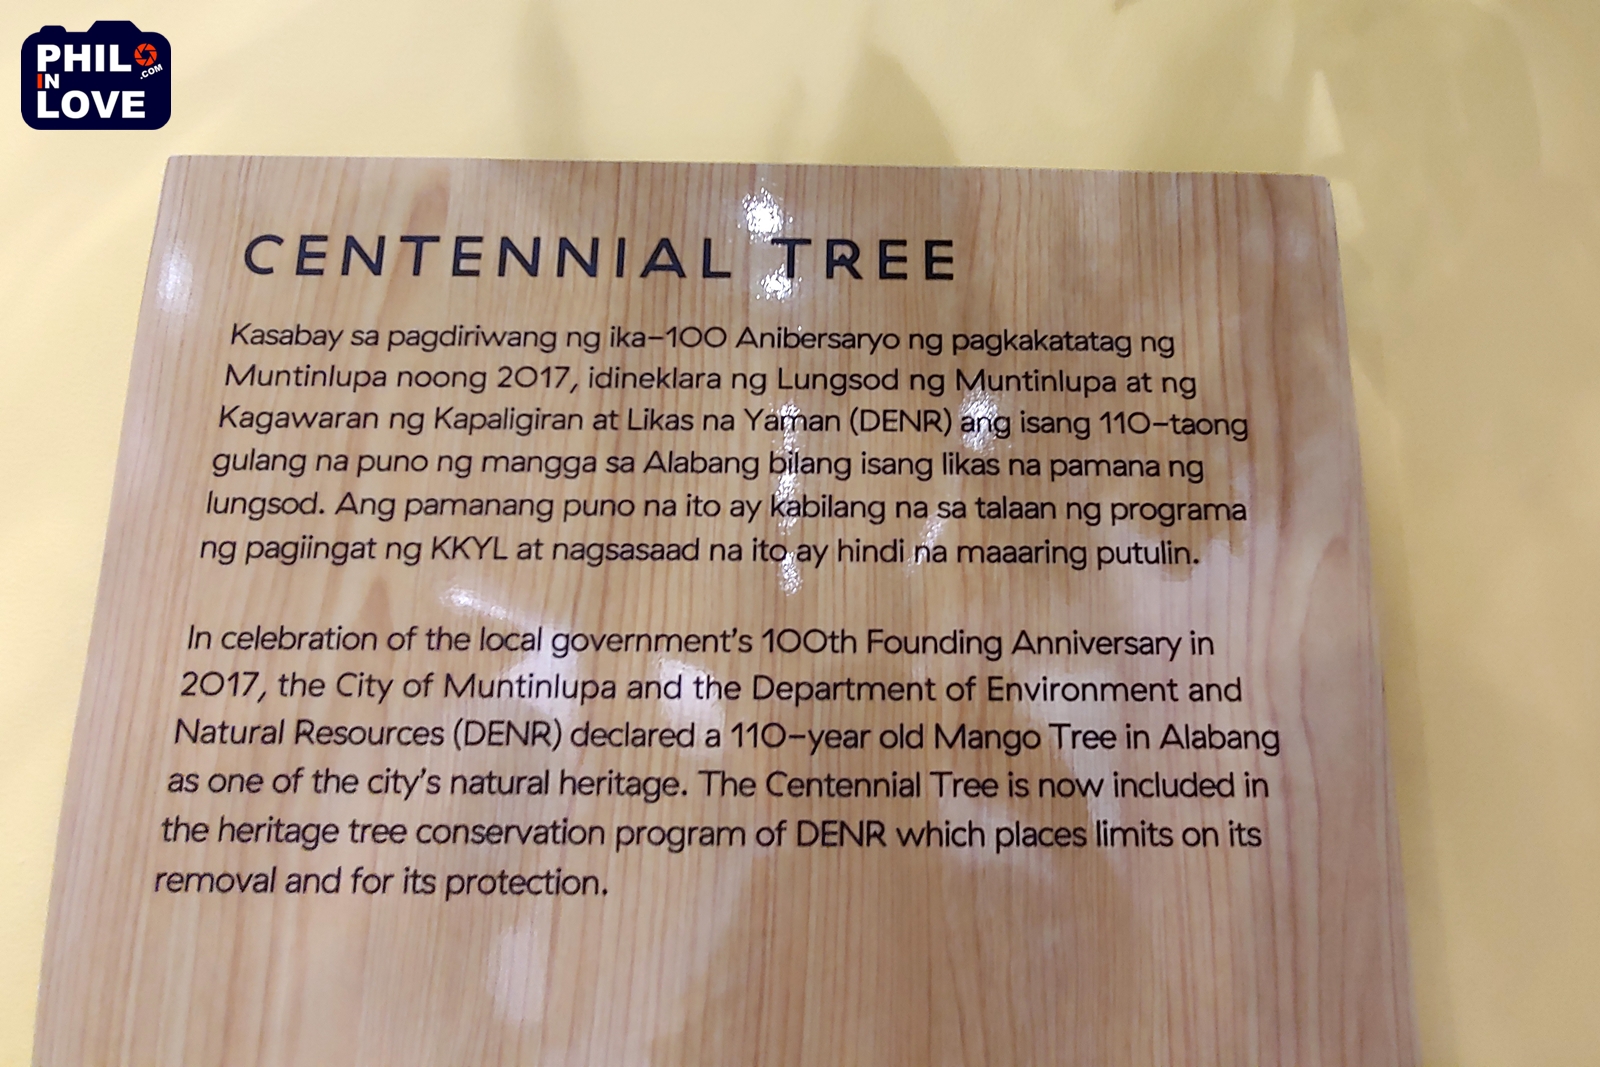 PHIL
IN
.COM
LOVE
CENTENNIAL TREE
Kasabay sa pagdiriwang ng ika-100 Anibersaryo ng pagkakatatag ng
Muntinlupa noong 2017, idineklara ng Lungsod ng Muntinlupa at ng
Kagawaran ng Kapaligiran at Likas na Yaman (DENR) ang isang 110-taong
gulang na puno ng mangga sa Alabang bilang isang likas na pamana ng
lungsod. Ang pamanang puno na ito ay kabilang na sa talaan ng programa
ng pagiingat ng KKYL at nagsasaad na ito ay hindi na maaaring putulin.
In celebration of the local government's 100th Founding Anniversary in
2017, the City of Muntinlupa and the Department of Environment and
Natural Resources (DENR) declared a 110-year old Mango Tree in Alabang
as one of the city's natural heritage. The Centennial Tree is now included in
the heritage tree conservation program of DENR which places limits on its
removal and for its protection.